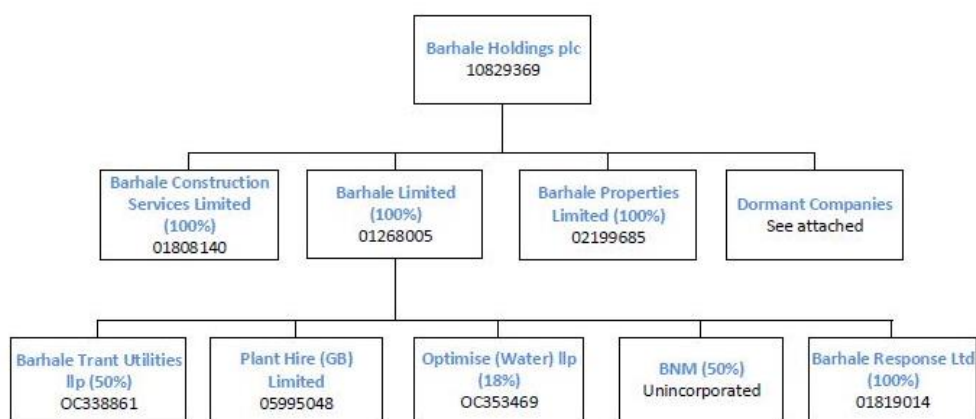 Barhale Holdings plc
10829369
Barhale Construction
Services Limited
(100%)
01808140
Barhale Limited
(100%)
01268005
Barhale Properties
Limited (100%)
02199685
Dormant Companies
See attached
Barhale Trant Utilities
llp (50%)
OC338861
Plant Hire (GB)
Limited
05995048
Optimise (Water) llp
(18%)
OC353469
BNM (50%)
Unincorporated
Barhale Response Ltd
(100%)
01819014